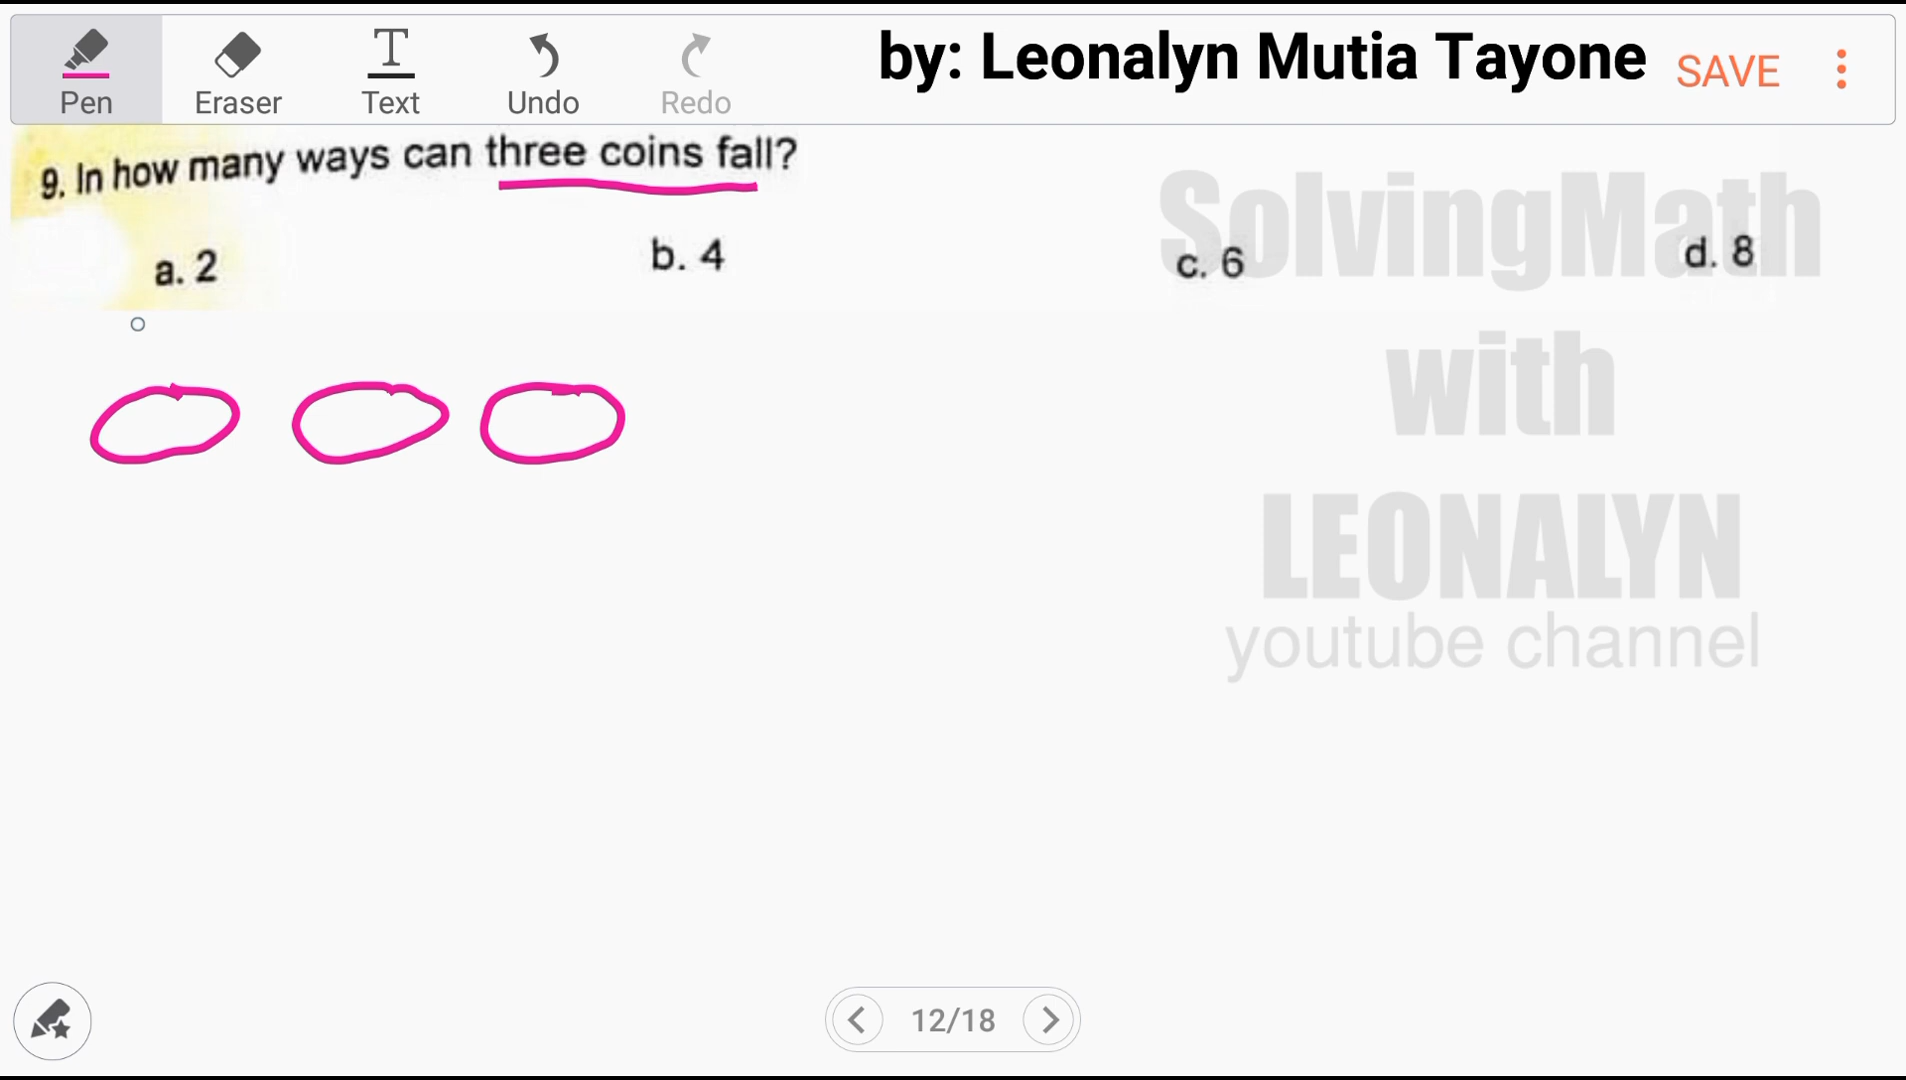 by: Leonalyn Mutia Tayone
Pen Eraser Text Undo Redo SAVE
9. In how many ways can three coins fall?
a. 2 b. 4 c. 6 d. 8
SolvingMath
with
LEONALYN
youtube channel
12/18